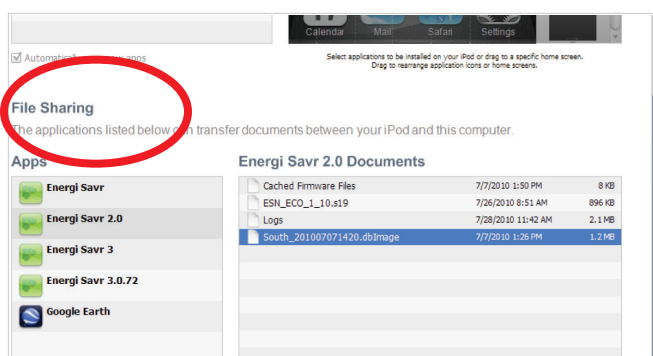 Calendar Mail Safari Settings
Select applications to be installed on your iPod or drag to a specific home screen.
Drag to rearrange application icons or home screens.
File Sharing
The applications listed below can transfer documents between your iPod and this computer.
Apps
Energi Savr
Energi Savr 2.0
Energi Savr 3
Energi Savr 3.0.72
Google Earth
Energi Savr 2.0 Documents
Cached Firmware Files 7/7/2010 1:50 PM 8 KB
ESN_ECO_1_10.s19 7/26/2010 8:51 AM 896 KB
Logs 7/28/2010 11:42 AM 2.1 MB
South_201007071420.dbImage 7/7/2010 1:26 PM 1.2 MB